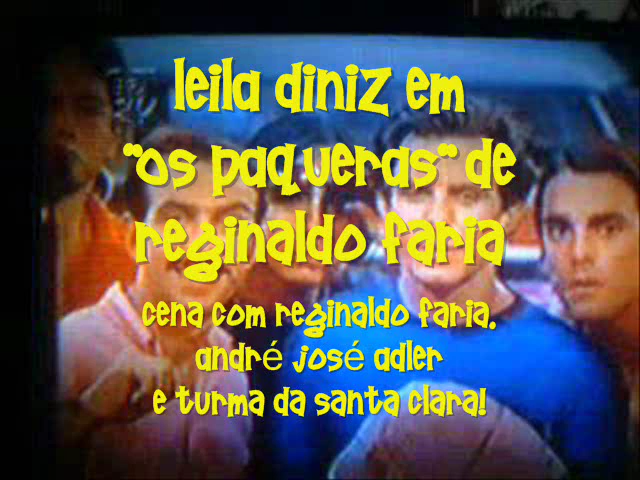 leila diniz em
"os paqueras" de
reginaldo faria
cena com reginaldo faria,
andré josé adler
e turma da santa clara!